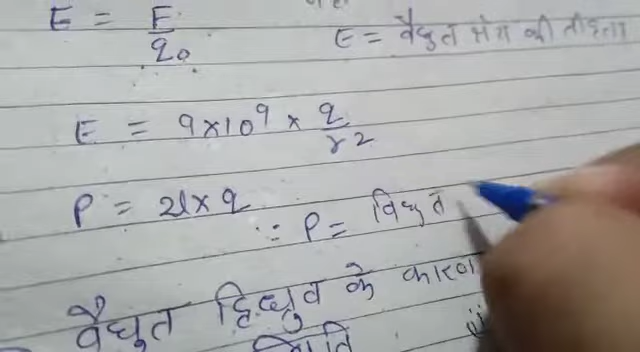 E = F/q₀
E = वैधुत क्षेत्र की तीव्रता
E = 9×10⁹ × q/r²
P = 2l × q
∵ P = विधुत
वैधुत द्विध्रुव के कारण